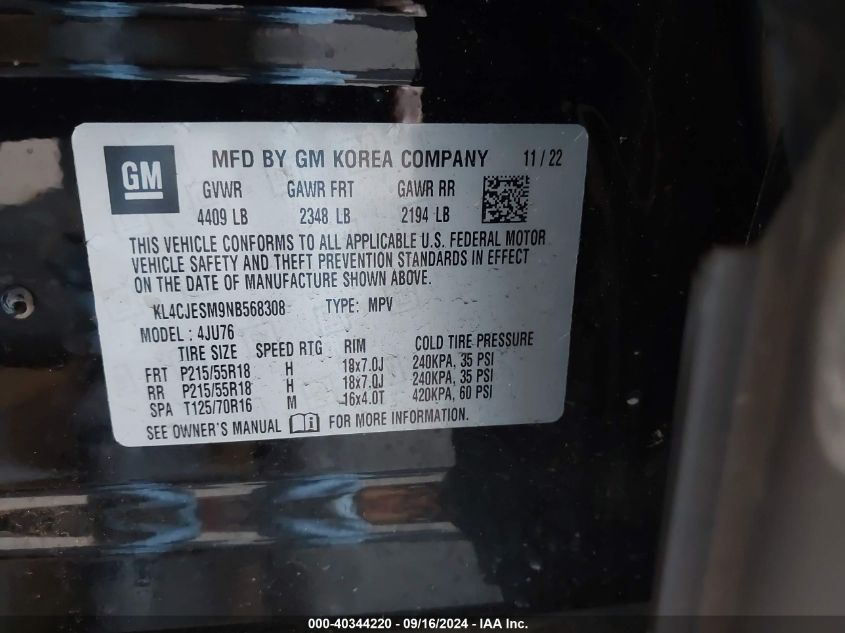 GM
MFD BY GM KOREA COMPANY 11 / 22
GVWR GAWR FRT GAWR RR
4409 LB 2348 LB 2194 LB
THIS VEHICLE CONFORMS TO ALL APPLICABLE U.S. FEDERAL MOTOR
VEHICLE SAFETY AND THEFT PREVENTION STANDARDS IN EFFECT
ON THE DATE OF MANUFACTURE SHOWN ABOVE.
KL4CJESM9NB568308 TYPE: MPV
MODEL: 4JU76
TIRE SIZE SPEED RTG RIM COLD TIRE PRESSURE
FRT P215/55R18 H 18x7.0J 240KPA, 35 PSI
RR P215/55R18 H 18x7.0J 240KPA, 35 PSI
SPA T125/70R16 M 16x4.0T 420KPA, 60 PSI
SEE OWNER'S MANUAL FOR MORE INFORMATION.
000-40344220 - 09/16/2024 - IAA Inc.